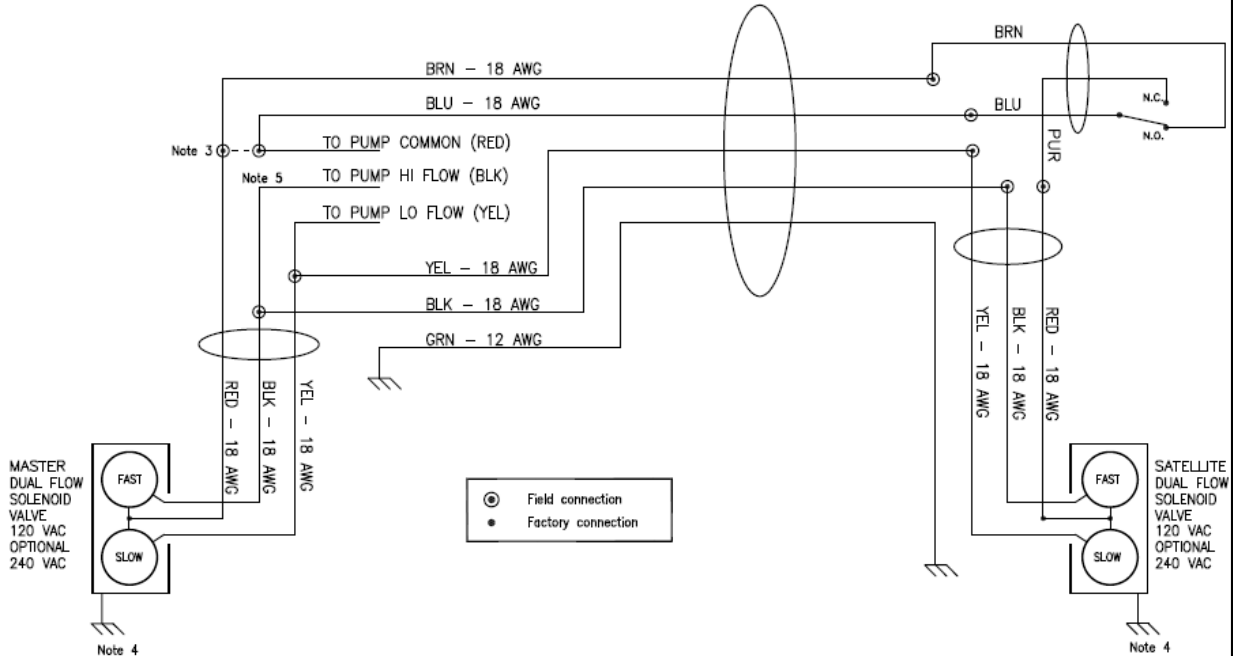 BRN
BRN – 18 AWG
BLU – 18 AWG
BLU
N.C.
N.O.
PUR
Note 3
TO PUMP COMMON (RED)
Note 5
TO PUMP HI FLOW (BLK)
TO PUMP LO FLOW (YEL)
YEL – 18 AWG
BLK – 18 AWG
GRN – 12 AWG
RED – 18 AWG
BLK – 18 AWG
YEL – 18 AWG
YEL – 18 AWG
BLK – 18 AWG
RED – 18 AWG
MASTER
DUAL FLOW
SOLENOID
VALVE
120 VAC
OPTIONAL
240 VAC
FAST
SLOW
Note 4
Field connection
Factory connection
FAST
SLOW
SATELLITE
DUAL FLOW
SOLENOID
VALVE
120 VAC
OPTIONAL
240 VAC
Note 4